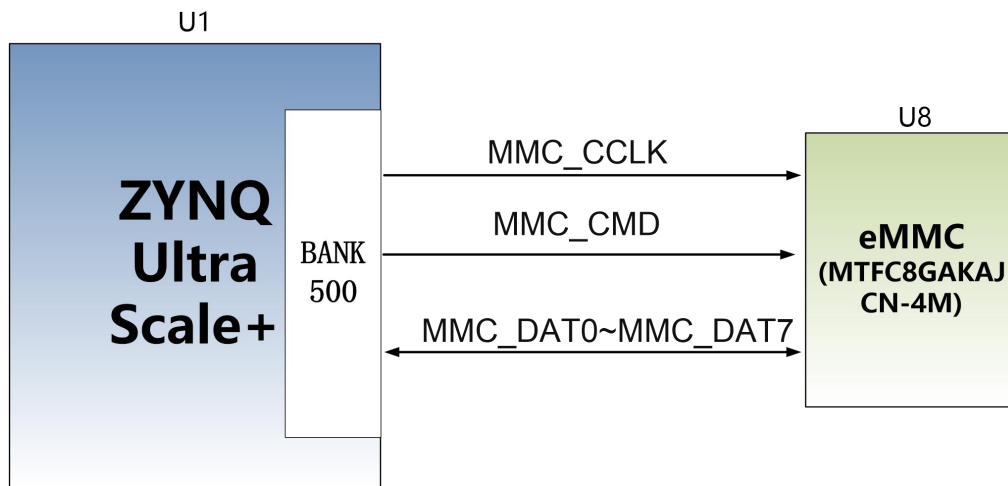 U1
ZYNQ
Ultra
Scale+
BANK
500
MMC_CCLK
MMC_CMD
MMC_DAT0~MMC_DAT7
U8
eMMC
(MTFC8GAKAJ
CN-4M)